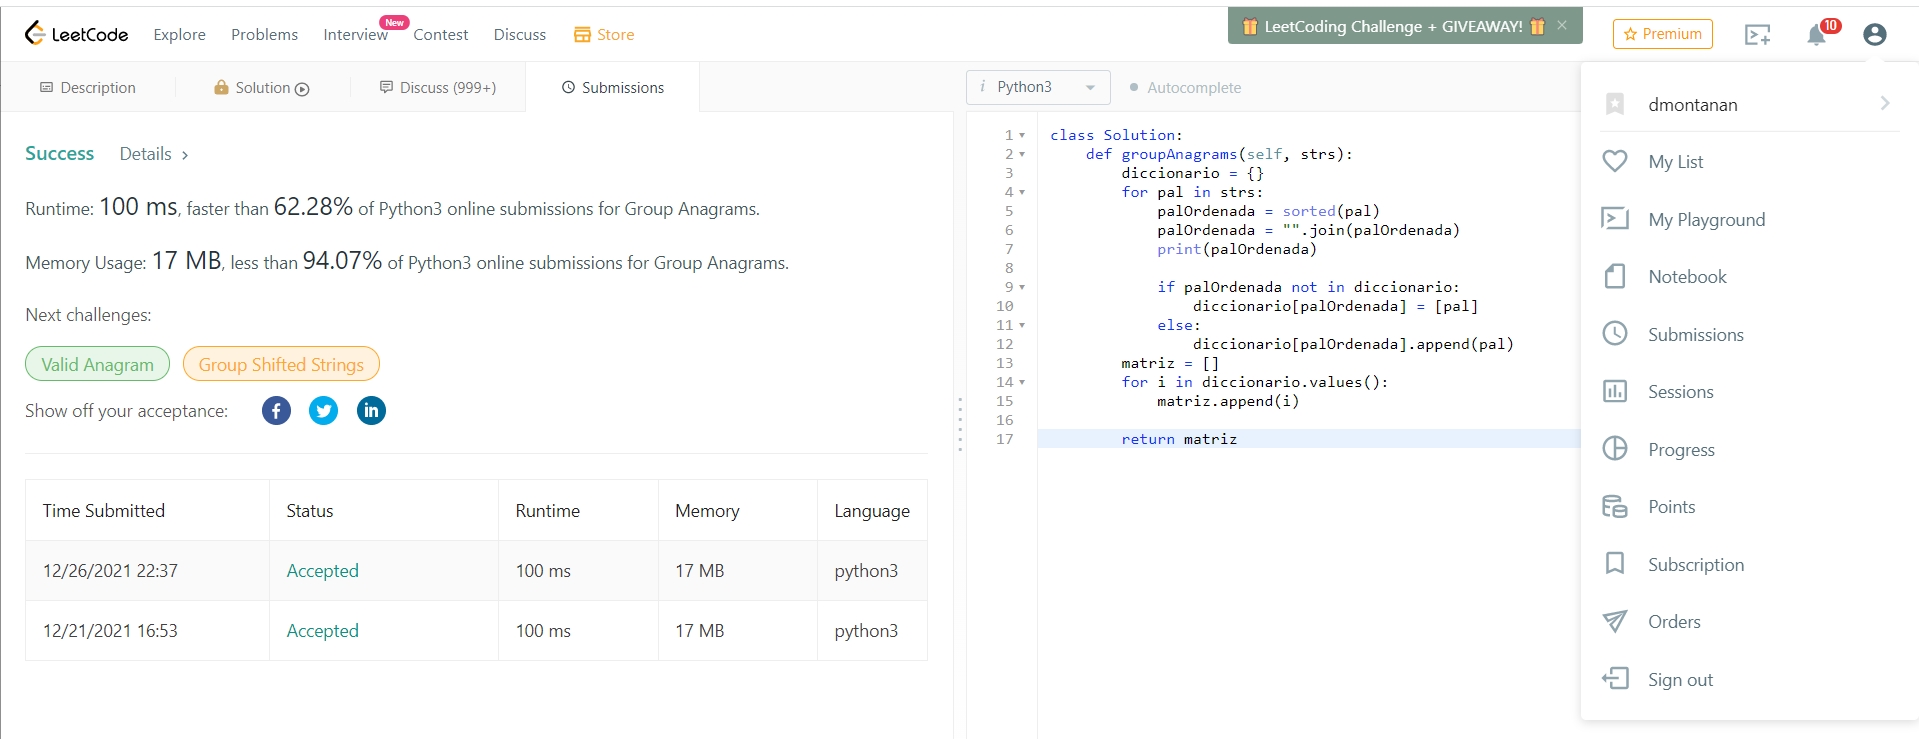 LeetCode Explore Problems Interview New Contest Discuss Store LeetCoding Challenge + GIVEAWAY! × Premium 10
Description Solution Discuss (999+) Submissions
Success Details >
Runtime: 100 ms, faster than 62.28% of Python3 online submissions for Group Anagrams.
Memory Usage: 17 MB, less than 94.07% of Python3 online submissions for Group Anagrams.
Next challenges:
Valid Anagram Group Shifted Strings
Show off your acceptance:
Time Submitted Status Runtime Memory Language
12/26/2021 22:37 Accepted 100 ms 17 MB python3
12/21/2021 16:53 Accepted 100 ms 17 MB python3
i Python3 Autocomplete
1 class Solution:
2     def groupAnagrams(self, strs):
3         diccionario = {}
4         for pal in strs:
5             palOrdenada = sorted(pal)
6             palOrdenada = "".join(palOrdenada)
7             print(palOrdenada)
8
9             if palOrdenada not in diccionario:
10                 diccionario[palOrdenada] = [pal]
11             else:
12                 diccionario[palOrdenada].append(pal)
13         matriz = []
14         for i in diccionario.values():
15             matriz.append(i)
16
17         return matriz
dmontanan
My List
My Playground
Notebook
Submissions
Sessions
Progress
Points
Subscription
Orders
Sign out